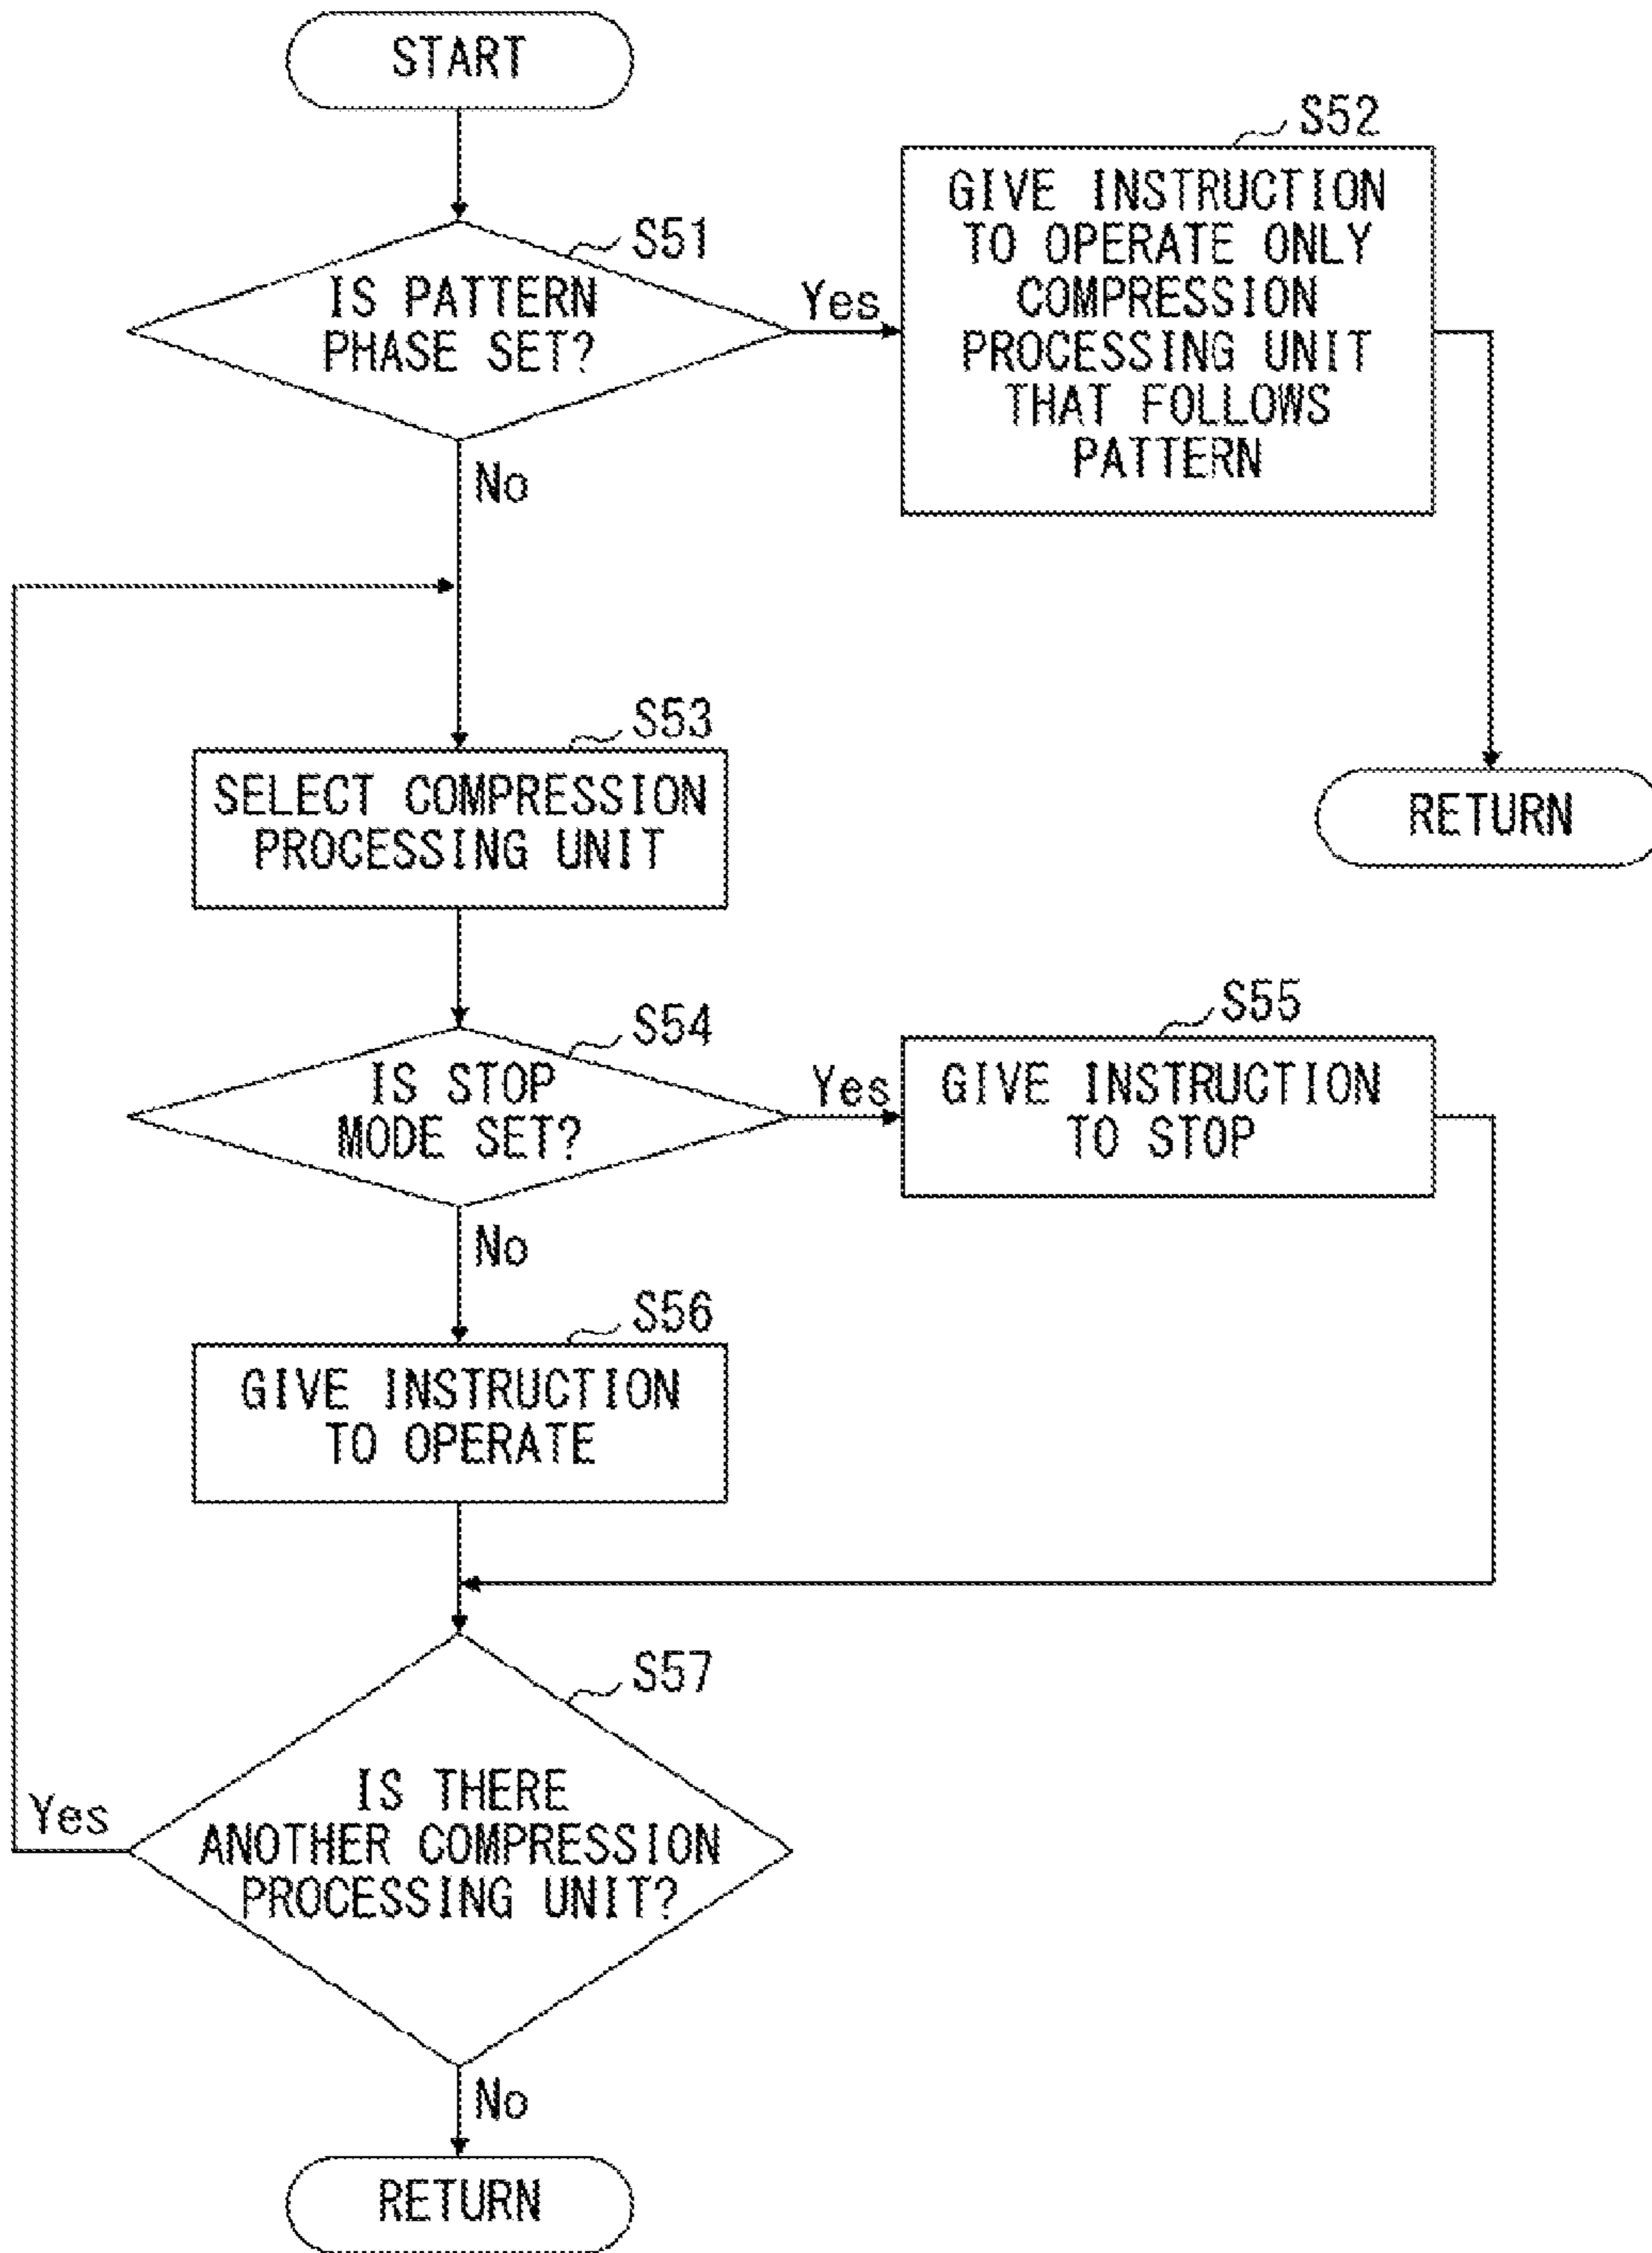 START
S51
IS PATTERN
PHASE SET?
Yes
No
S52
GIVE INSTRUCTION
TO OPERATE ONLY
COMPRESSION
PROCESSING UNIT
THAT FOLLOWS
PATTERN
RETURN
S53
SELECT COMPRESSION
PROCESSING UNIT
S54
IS STOP
MODE SET?
Yes
No
S55
GIVE INSTRUCTION
TO STOP
S56
GIVE INSTRUCTION
TO OPERATE
S57
IS THERE
ANOTHER COMPRESSION
PROCESSING UNIT?
Yes
No
RETURN